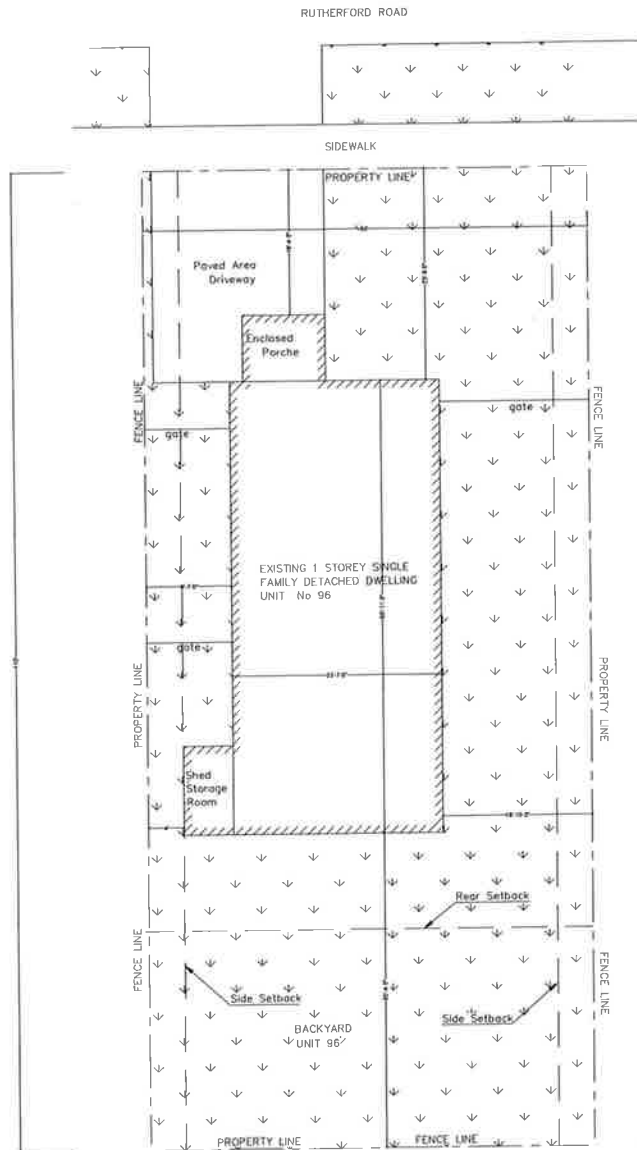 RUTHERFORD ROAD
SIDEWALK
PROPERTY LINE
Paved Area
Driveway
Enclosed
Porche
FENCE LINE
FENCE LINE
gate
gate
EXISTING 1 STOREY SINGLE
FAMILY DETACHED DWELLING
UNIT No 96
gate
PROPERTY LINE
PROPERTY LINE
Shed
Storage
Room
Rear Setback
FENCE LINE
FENCE LINE
Side Setback
Side Setback
BACKYARD
UNIT 96
PROPERTY LINE
FENCE LINE